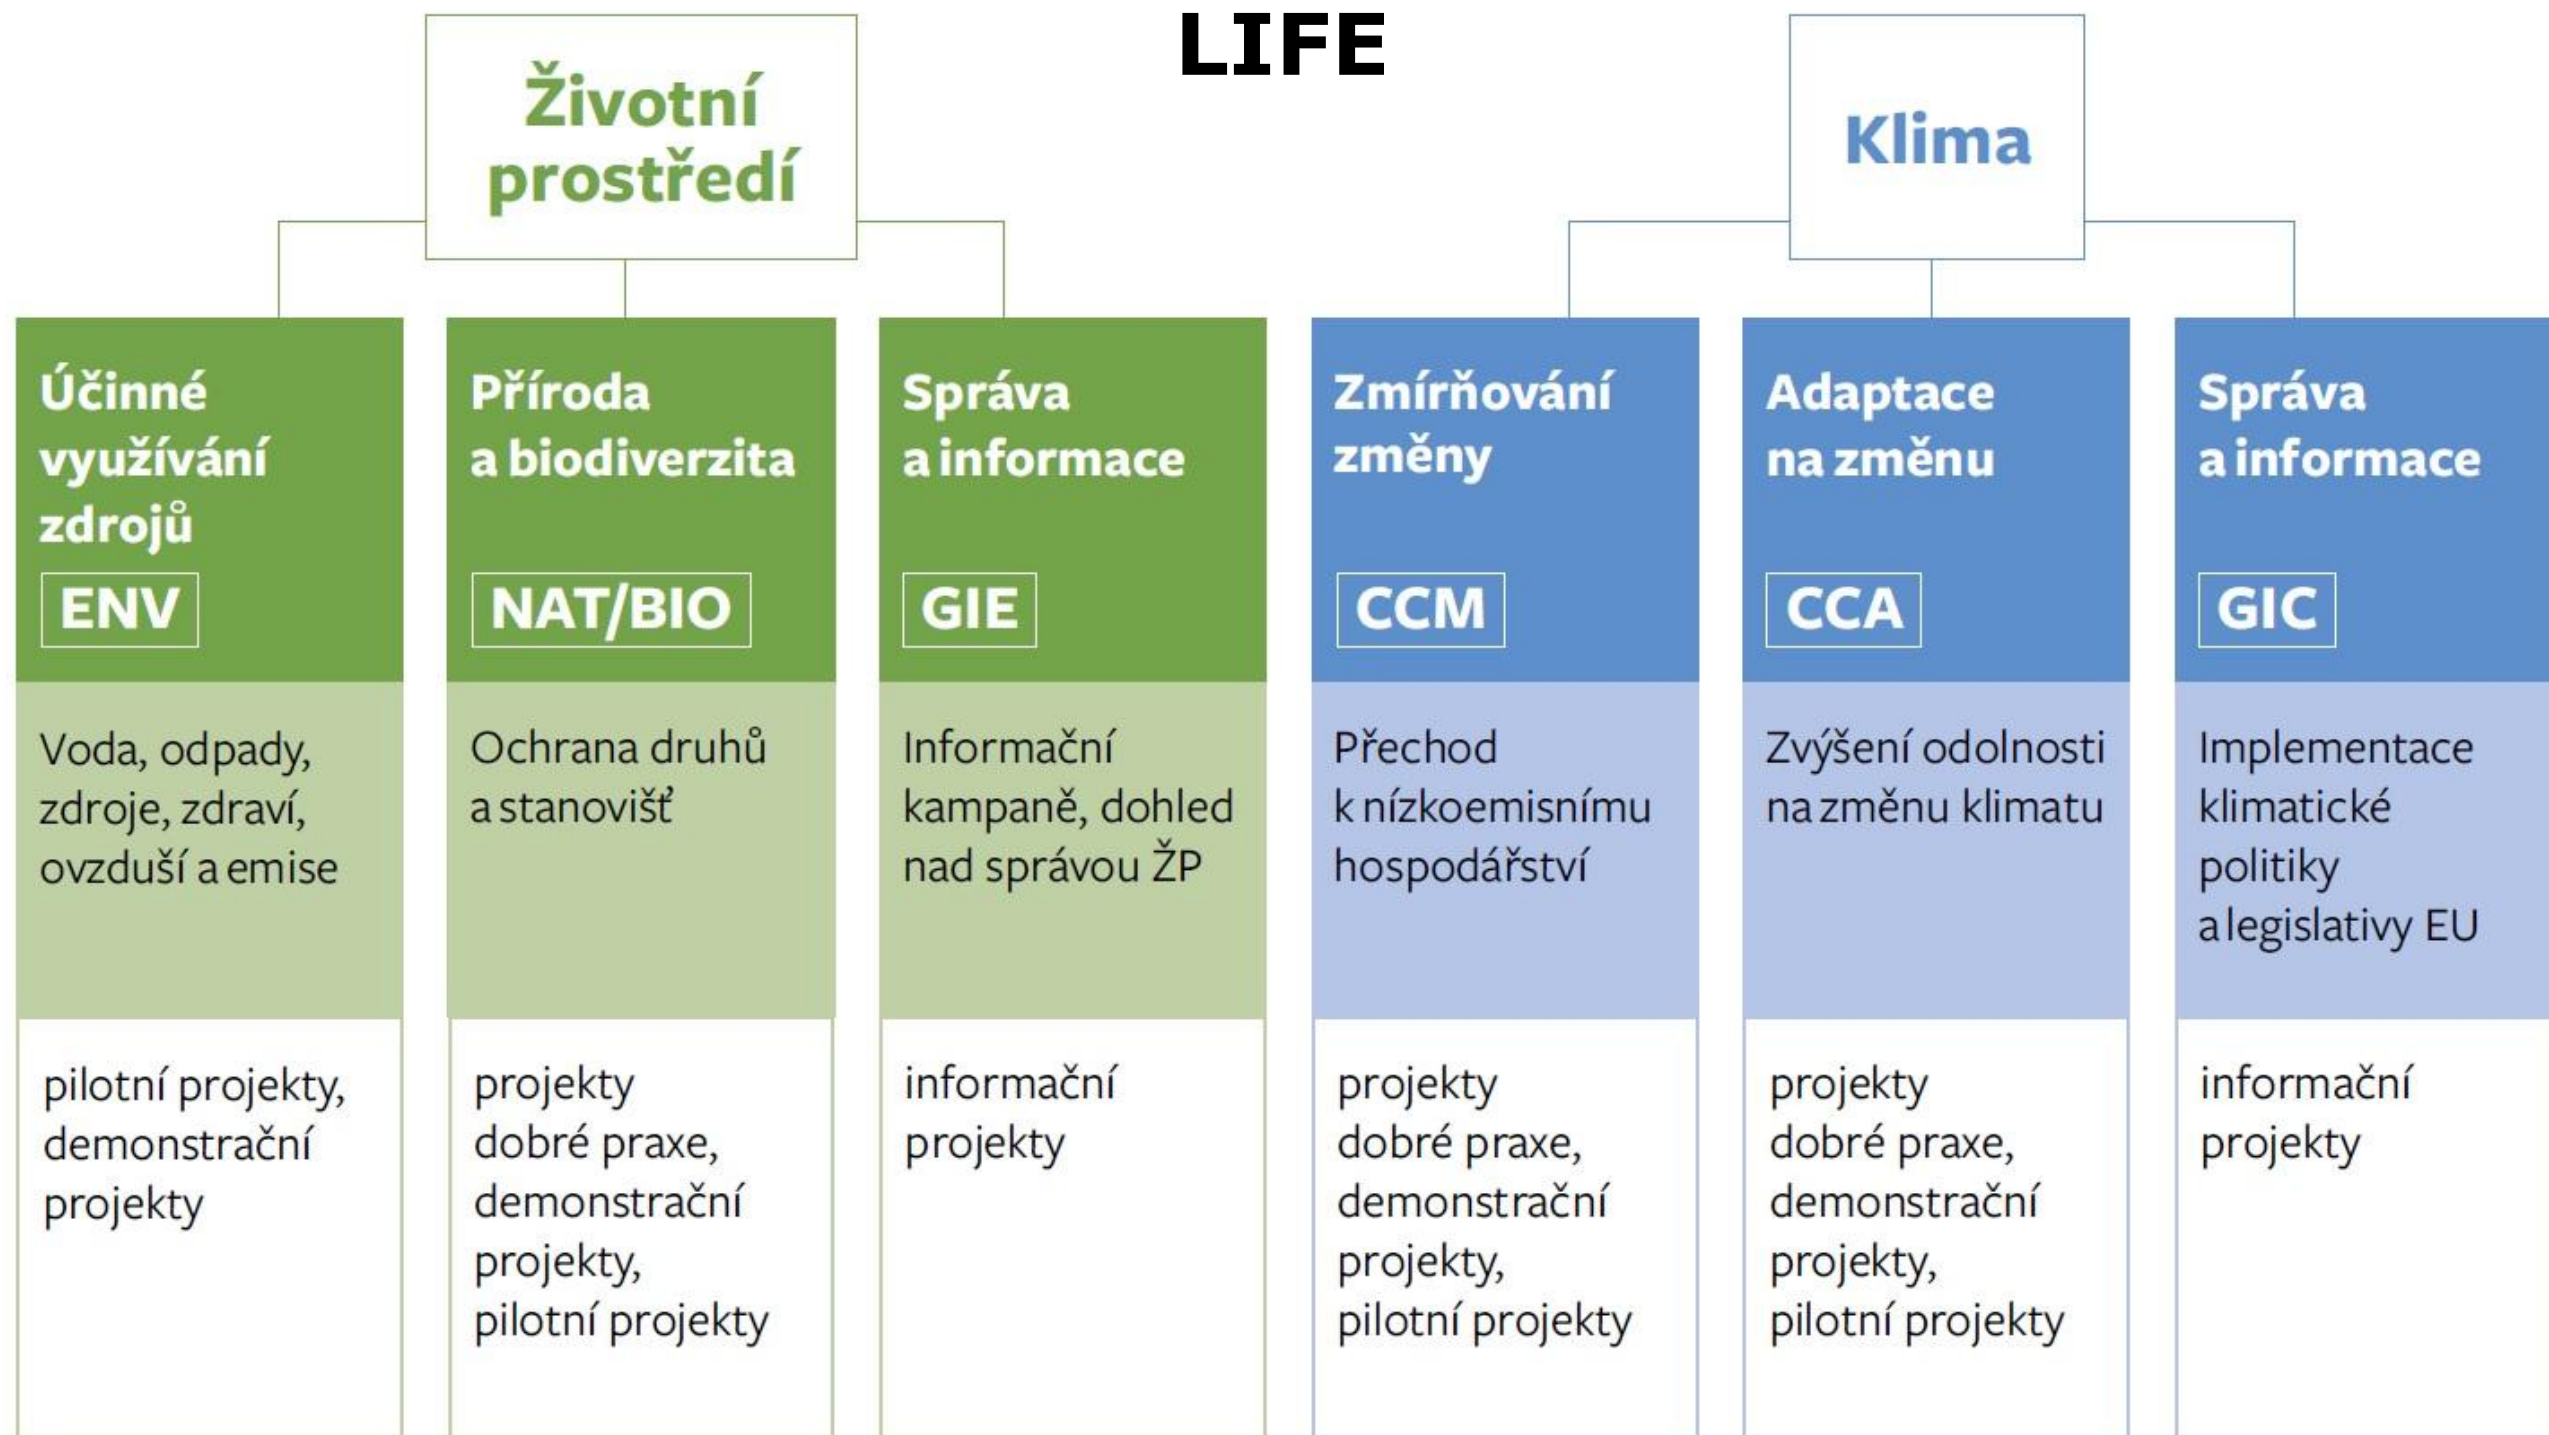 LIFE
Životní
prostředí
Klima
Účinné
využívání
zdrojů
ENV
Voda, odpady,
zdroje, zdraví,
ovzduší a emise
pilotní projekty,
demonstrační
projekty
Příroda
a biodiverzita
NAT/BIO
Ochrana druhů
a stanovišť
projekty
dobré praxe,
demonstrační
projekty,
pilotní projekty
Správa
a informace
GIE
Informační
kampaně, dohled
nad správou ŽP
informační
projekty
Zmírňování
změny
CCM
Přechod
k nízkoemisnímu
hospodářství
projekty
dobré praxe,
demonstrační
projekty,
pilotní projekty
Adaptace
na změnu
CCA
Zvýšení odolnosti
na změnu klimatu
projekty
dobré praxe,
demonstrační
projekty,
pilotní projekty
Správa
a informace
GIC
Implementace
klimatické
politiky
a legislativy EU
informační
projekty